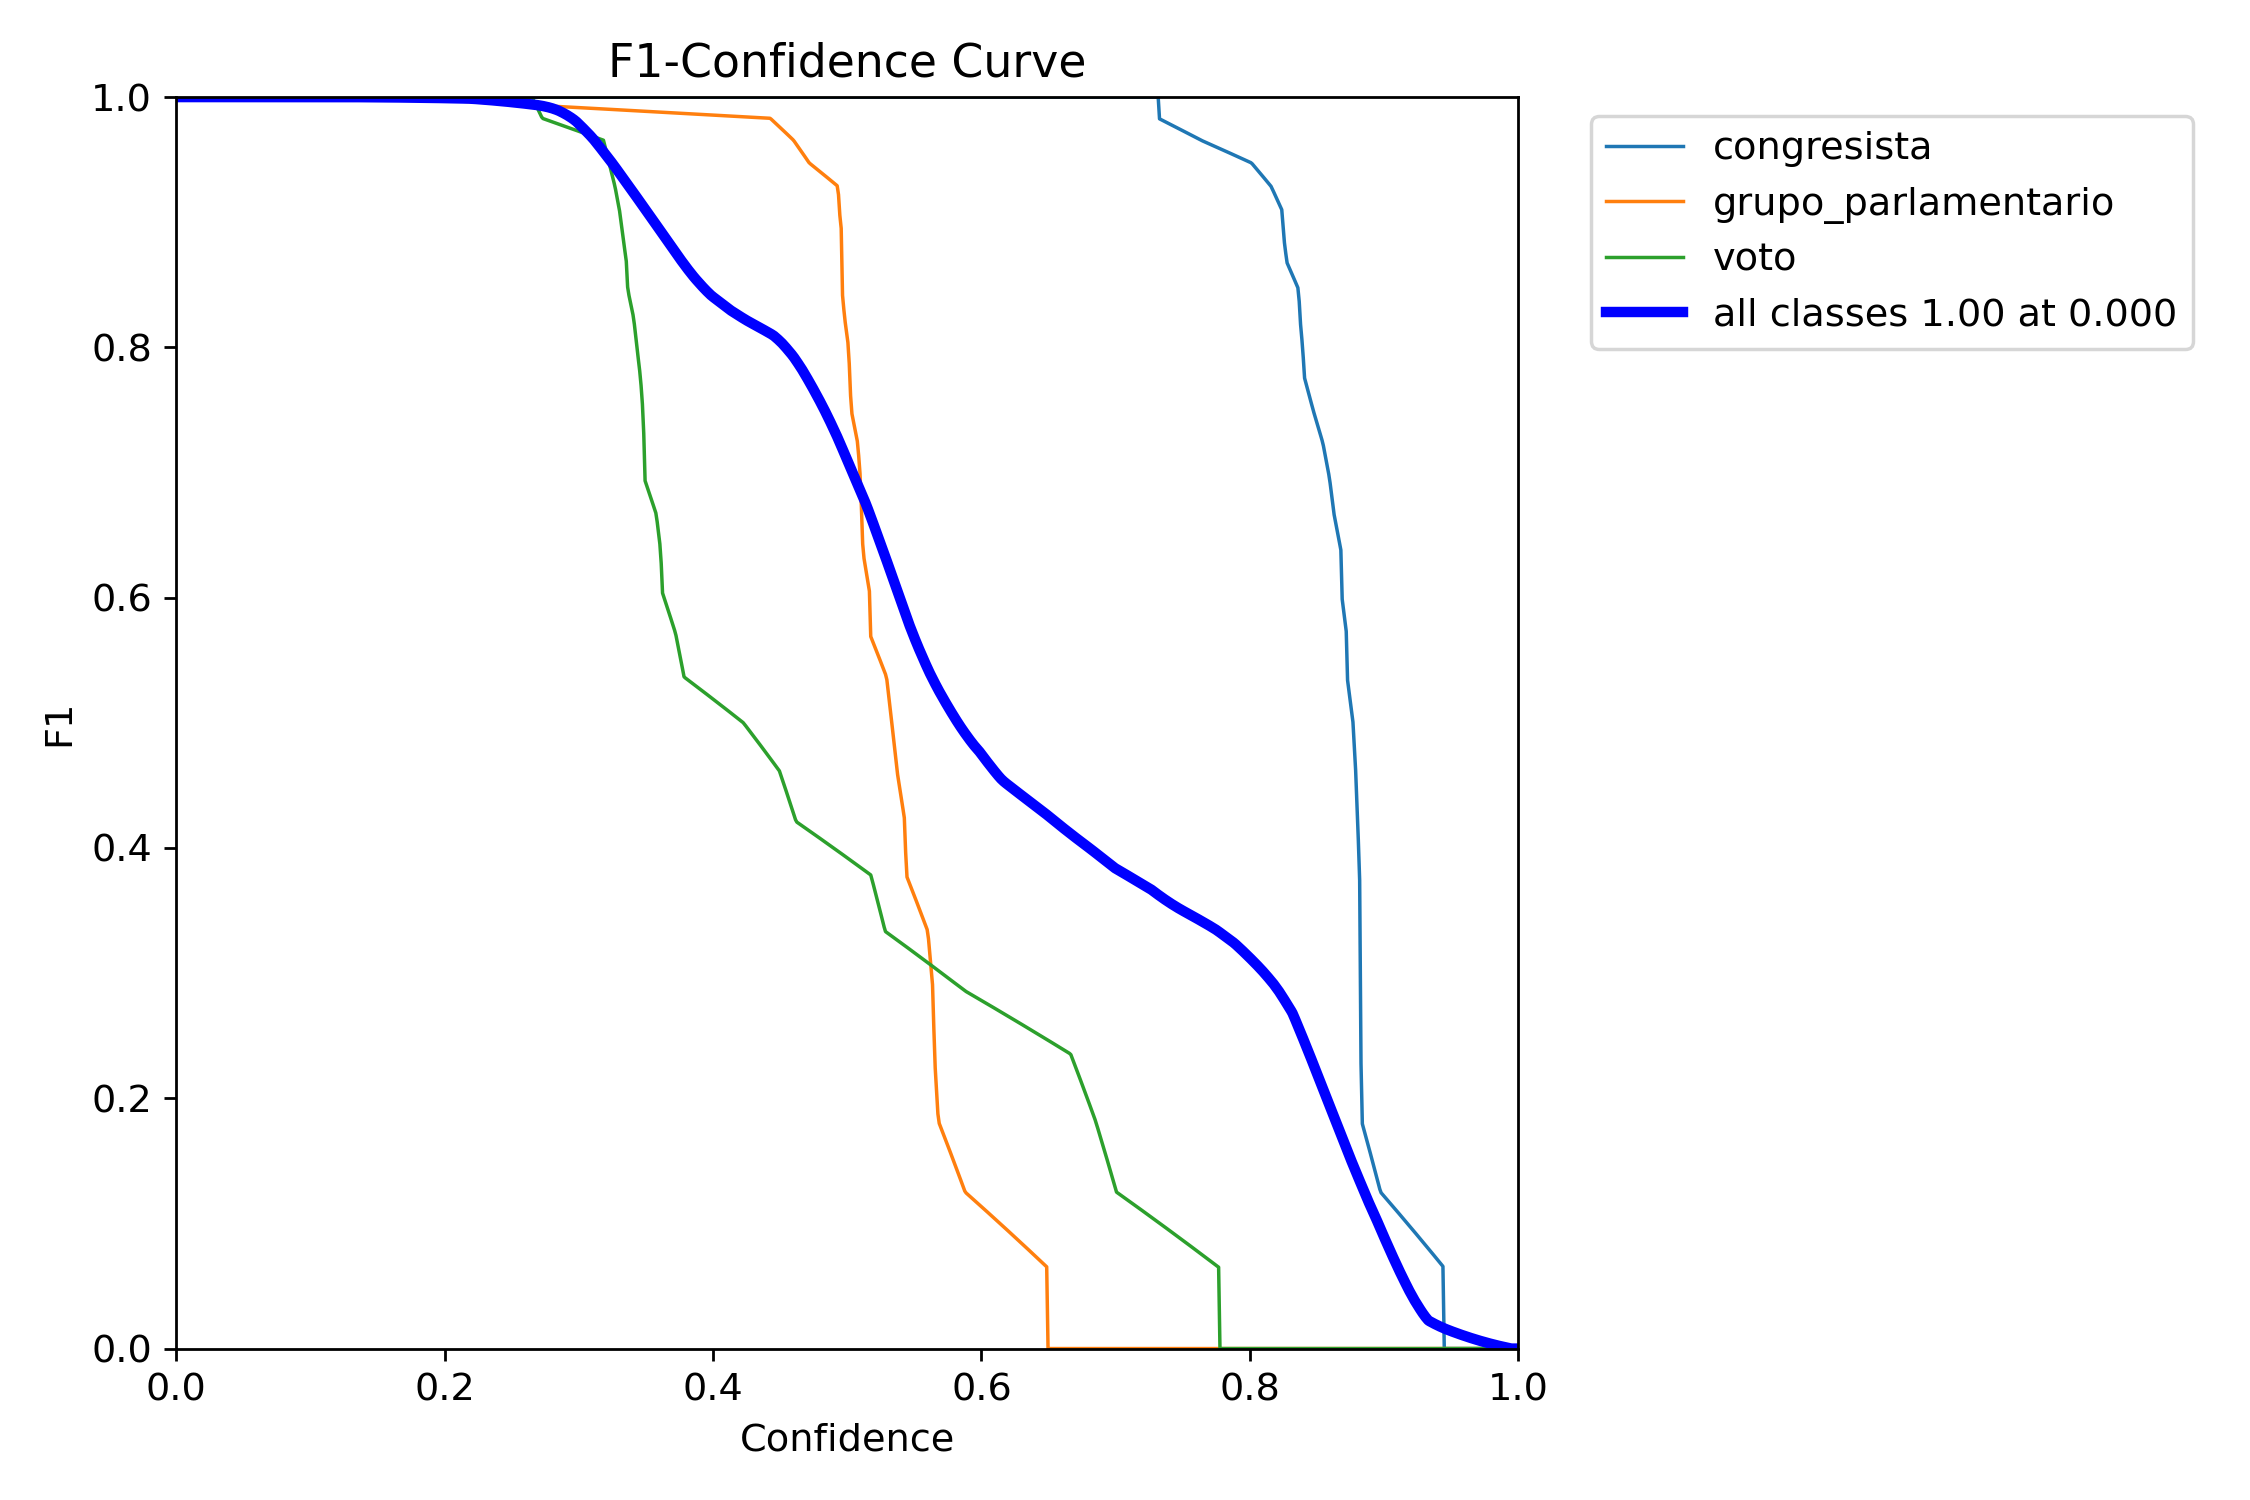 F1-Confidence Curve
1.0
0.8
0.6
0.4
0.2
0.0
F1
0.0 0.2 0.4 0.6 0.8 1.0
Confidence
congresista
grupo_parlamentario
voto
all classes 1.00 at 0.000